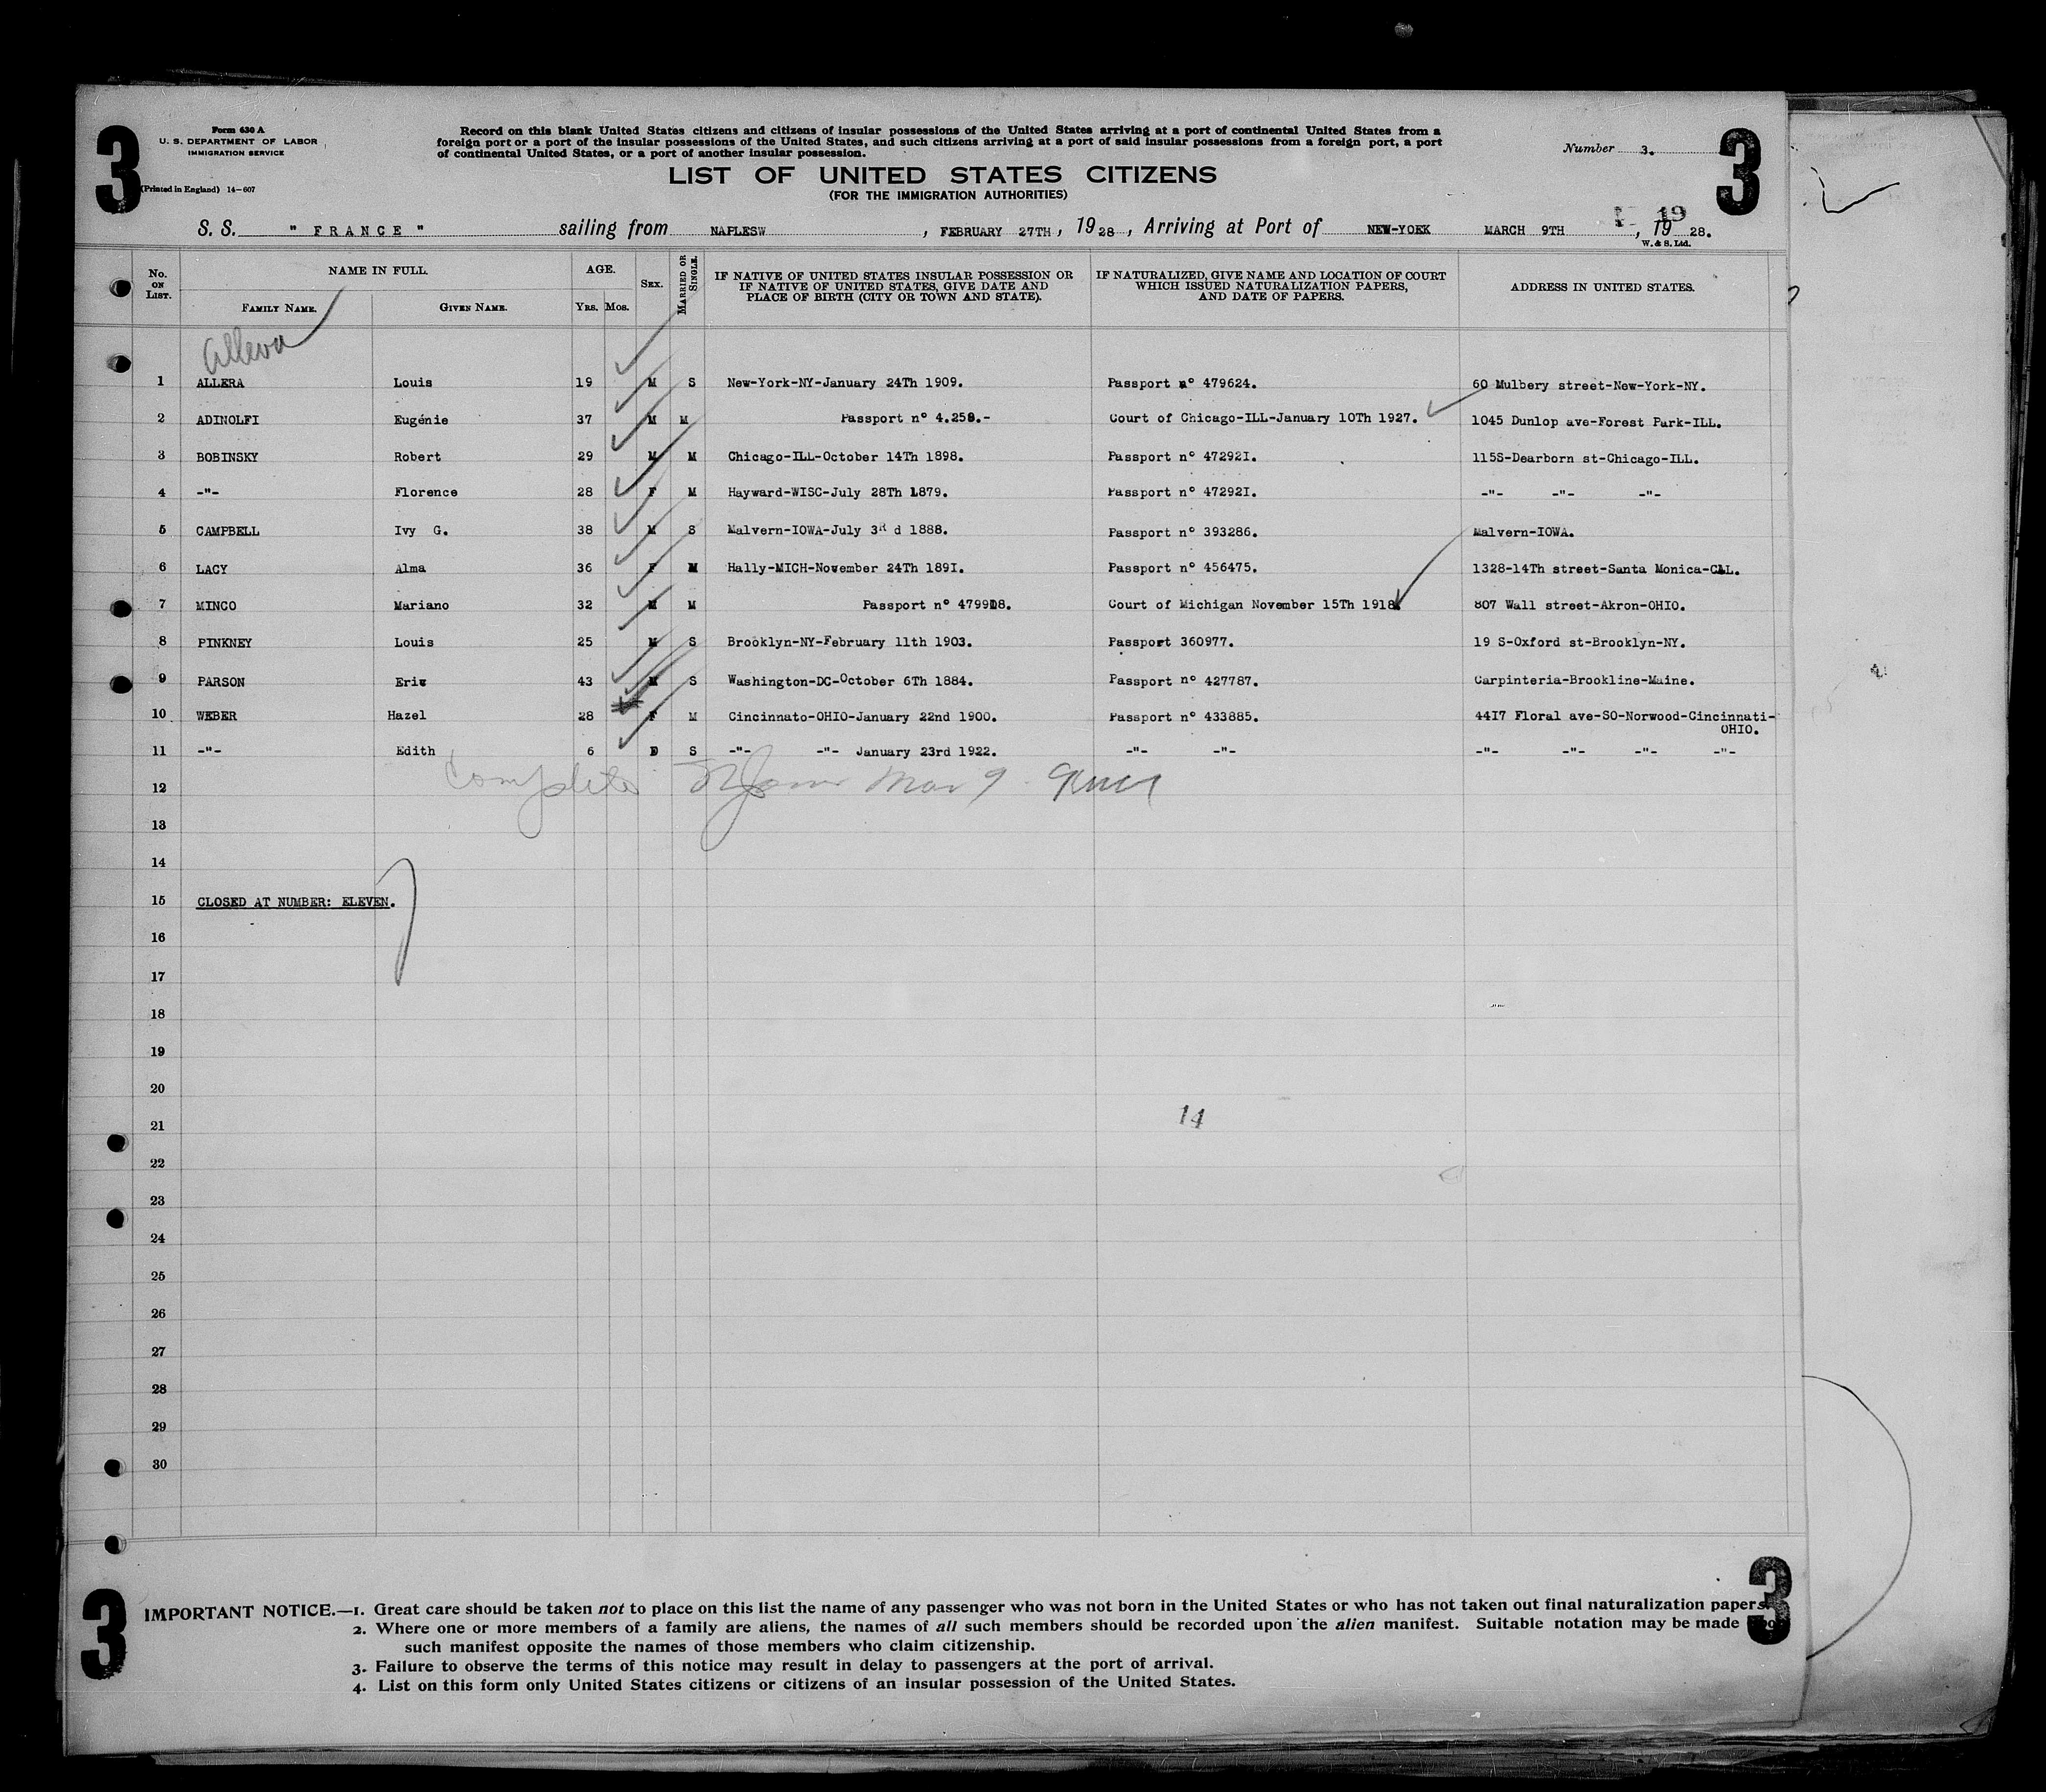 3
Form 630 A
U. S. DEPARTMENT OF LABOR
IMMIGRATION SERVICE
(Printed in England) 14-607
Record on this blank United States citizens and citizens of insular possessions of the United States arriving at a port of continental United States from a
foreign port or a port of the insular possessions of the United States, and such citizens arriving at a port of said insular possessions from a foreign port, a port
of continental United States, or a port of another insular possession.
Number 3.
3
LIST OF UNITED STATES CITIZENS
(FOR THE IMMIGRATION AUTHORITIES)
19
S. S. " FRANCE " sailing from NAPLESW , FEBRUARY 27TH , 19 28 , Arriving at Port of NEW-YORK MARCH 9TH , 19 28.
W. & S. Ltd.
No. ON LIST. NAME IN FULL. FAMILY NAME. GIVEN NAME. AGE. YRS. MOS. SEX. MARRIED OR SINGLE. IF NATIVE OF UNITED STATES INSULAR POSSESSION OR IF NATIVE OF UNITED STATES, GIVE DATE AND PLACE OF BIRTH (CITY OR TOWN AND STATE). IF NATURALIZED, GIVE NAME AND LOCATION OF COURT WHICH ISSUED NATURALIZATION PAPERS, AND DATE OF PAPERS. ADDRESS IN UNITED STATES.
Alleva
1 ALLERA Louis 19 M S New-York-NY-January 24Th 1909. Passport n° 479624. 60 Mulbery street-New-York-NY.
2 ADINOLFI Eugénie 37 M M Passport n° 4.258.- Court of Chicago-ILL-January 10Th 1927. 1045 Dunlop ave-Forest Park-ILL.
3 BOBINSKY Robert 29 M M Chicago-ILL-October 14Th 1898. Passport n° 47292I. 115S-Dearborn st-Chicago-ILL.
4 -"- Florence 28 F M Hayward-WISC-July 28Th 1879. Passport n° 47292I. -"- -"- -"-
5 CAMPBELL Ivy G. 38 M S Malvern-IOWA-July 3R d 1888. Passport n° 393286. Malvern-IOWA.
6 LACY Alma 36 F M Hally-MICH-November 24Th 189I. Passport n° 456475. 1328-14Th street-Santa Monica-CAL.
7 MINCO Mariano 32 M M Passport n° 479918. Court of Michigan November 15Th 1918. 807 Wall street-Akron-OHIO.
8 PINKNEY Louis 25 M S Brooklyn-NY-February 11th 1903. Passport 360977. 19 S-Oxford st-Brooklyn-NY.
9 PARSON Eric 43 M S Washington-DC-October 6Th 1884. Passport n° 427787. Carpinteria-Brookline-Maine.
10 WEBER Hazel 28 F M Cincinnato-OHIO-January 22nd 1900. Passport n° 433885. 44I7 Floral ave-SO-Norwood-Cincinnati-
OHIO.
11 -"- Edith 6 F S -"- -"- January 23rd 1922. -"- -"- -"- -"- -"- -"-
12 Complete Mar 9
13
14
15 CLOSED AT NUMBER: ELEVEN.
16
17
18
19
20
21 14
22
23
24
25
26
27
28
29
30
3
3
IMPORTANT NOTICE.—1. Great care should be taken not to place on this list the name of any passenger who was not born in the United States or who has not taken out final naturalization papers.
2. Where one or more members of a family are aliens, the names of all such members should be recorded upon the alien manifest. Suitable notation may be made
such manifest opposite the names of those members who claim citizenship.
3. Failure to observe the terms of this notice may result in delay to passengers at the port of arrival.
4. List on this form only United States citizens or citizens of an insular possession of the United States.